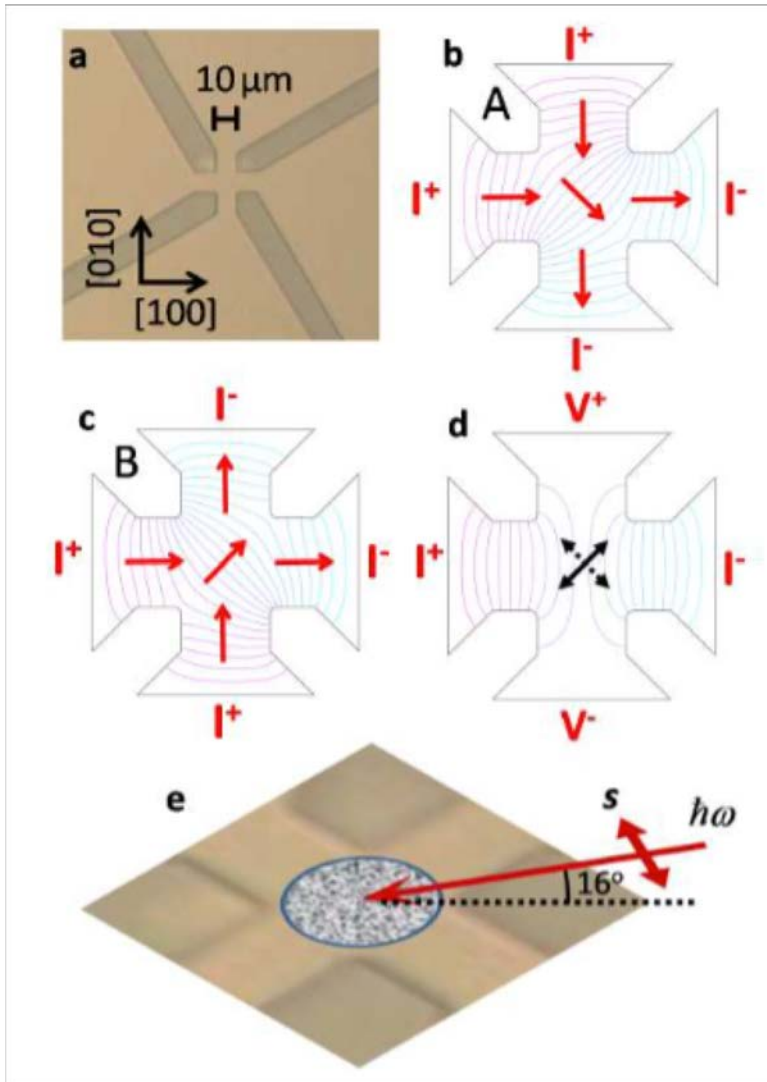 a
10 μm
[010]
[100]
b
I⁺
A
I⁺
I⁻
I⁻
c
I⁻
B
I⁺
I⁻
I⁺
d
V⁺
I⁺
I⁻
V⁻
e
s
ħω
16°